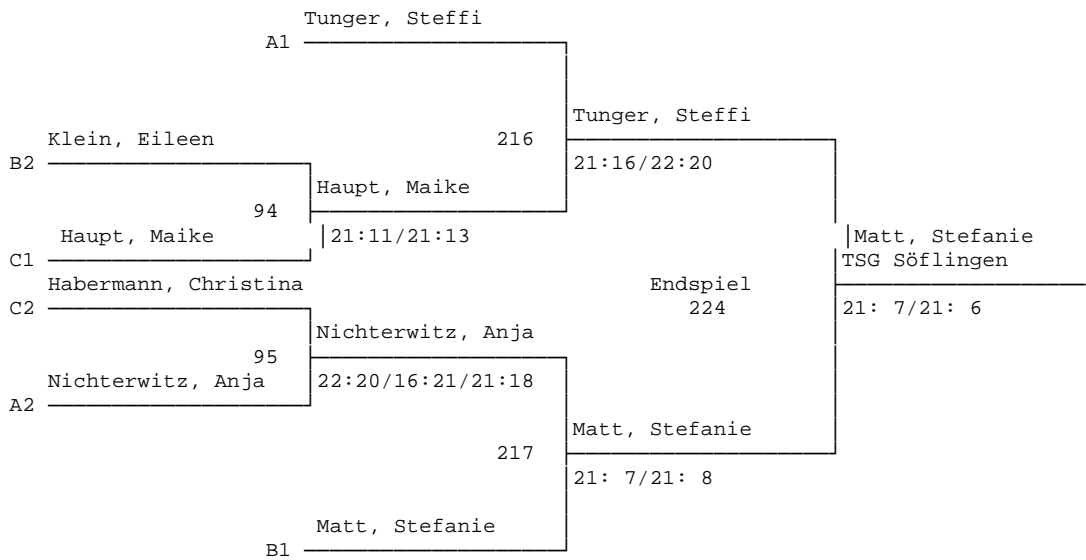 Tunger, Steffi
A1
Tunger, Steffi
Klein, Eileen 216
B2 21:16/22:20
Haupt, Maike
94
Haupt, Maike 21:11/21:13 Matt, Stefanie
C1 TSG Söflingen
Habermann, Christina Endspiel
C2 224 21: 7/21: 6
Nichterwitz, Anja
95
Nichterwitz, Anja 22:20/16:21/21:18
A2
Matt, Stefanie
217
21: 7/21: 8
Matt, Stefanie
B1